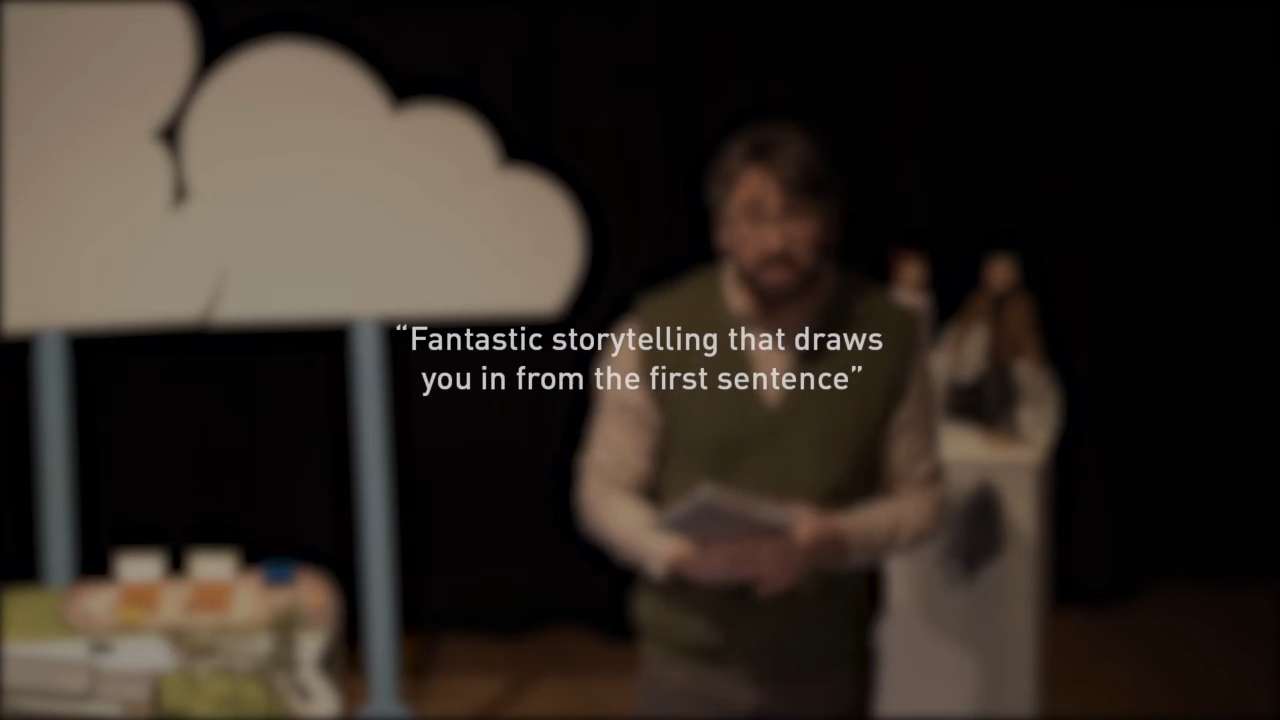 “Fantastic storytelling that draws
you in from the first sentence”